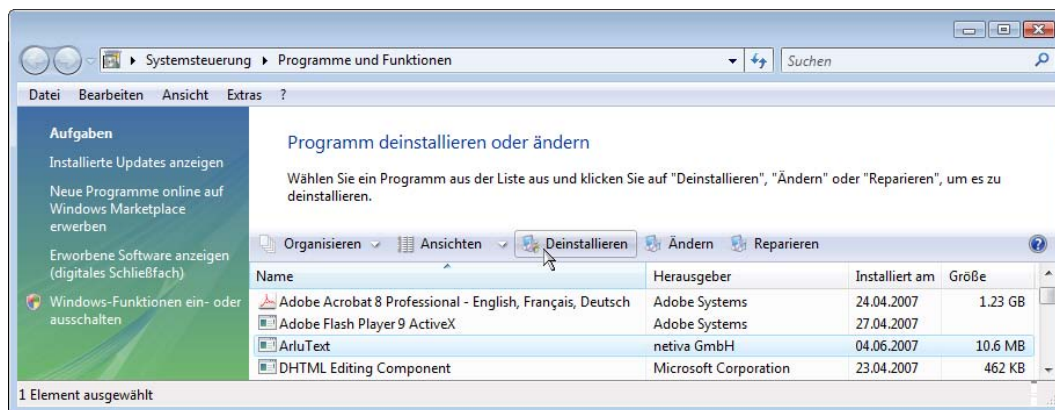 Systemsteuerung Programme und Funktionen Suchen
Datei Bearbeiten Ansicht Extras ?
Aufgaben
Installierte Updates anzeigen
Neue Programme online auf
Windows Marketplace
erwerben
Erworbene Software anzeigen
(digitales Schließfach)
Windows-Funktionen ein- oder
ausschalten
Programm deinstallieren oder ändern
Wählen Sie ein Programm aus der Liste aus und klicken Sie auf "Deinstallieren", "Ändern" oder "Reparieren", um es zu
deinstallieren.
Organisieren Ansichten Deinstallieren Ändern Reparieren ?
Name Herausgeber Installiert am Größe
Adobe Acrobat 8 Professional - English, Français, Deutsch Adobe Systems 24.04.2007 1.23 GB
Adobe Flash Player 9 ActiveX Adobe Systems 27.04.2007
ArluText netiva GmbH 04.06.2007 10.6 MB
DHTML Editing Component Microsoft Corporation 23.04.2007 462 KB
1 Element ausgewählt